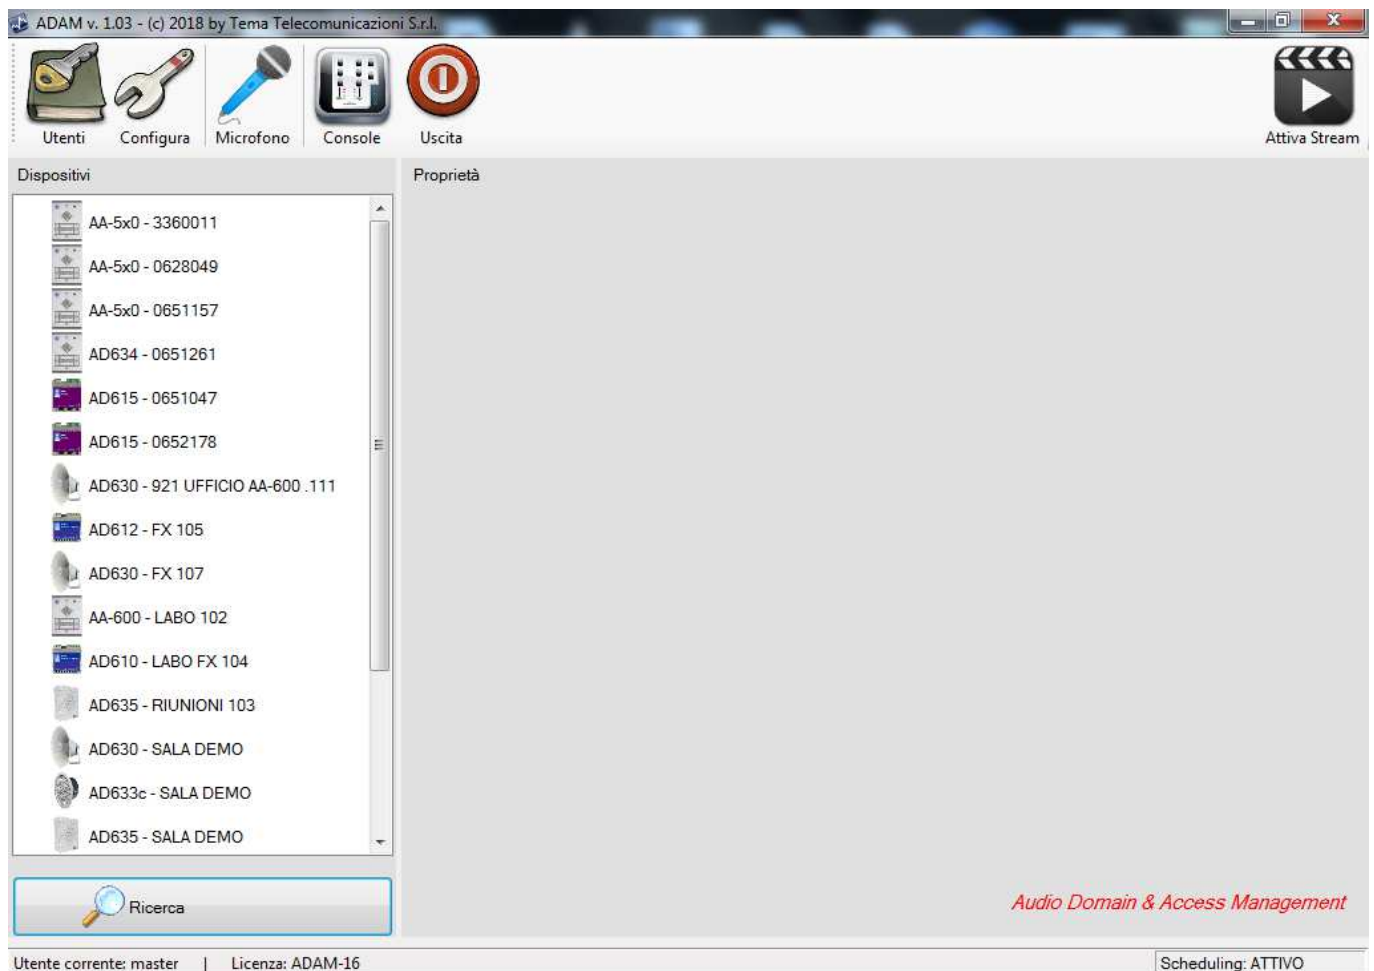 ADAM v. 1.03 - (c) 2018 by Tema Telecomunicazioni S.r.l.
Utenti Configura Microfono Console Uscita Attiva Stream
Dispositivi Proprietà
AA-5x0 - 3360011
AA-5x0 - 0628049
AA-5x0 - 0651157
AD634 - 0651261
AD615 - 0651047
AD615 - 0652178
AD630 - 921 UFFICIO AA-600 .111
AD612 - FX 105
AD630 - FX 107
AA-600 - LABO 102
AD610 - LABO FX 104
AD635 - RIUNIONI 103
AD630 - SALA DEMO
AD633c - SALA DEMO
AD635 - SALA DEMO
Ricerca
Audio Domain & Access Management
Utente corrente: master | Licenza: ADAM-16 Scheduling: ATTIVO